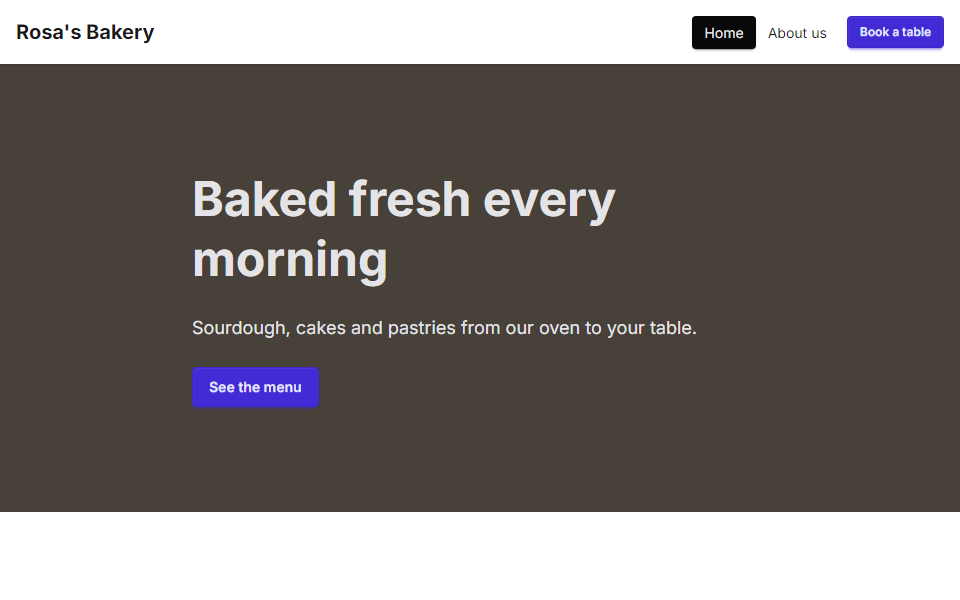 Rosa's Bakery
Home
About us
Book a table
Baked fresh every
morning
Sourdough, cakes and pastries from our oven to your table.
See the menu